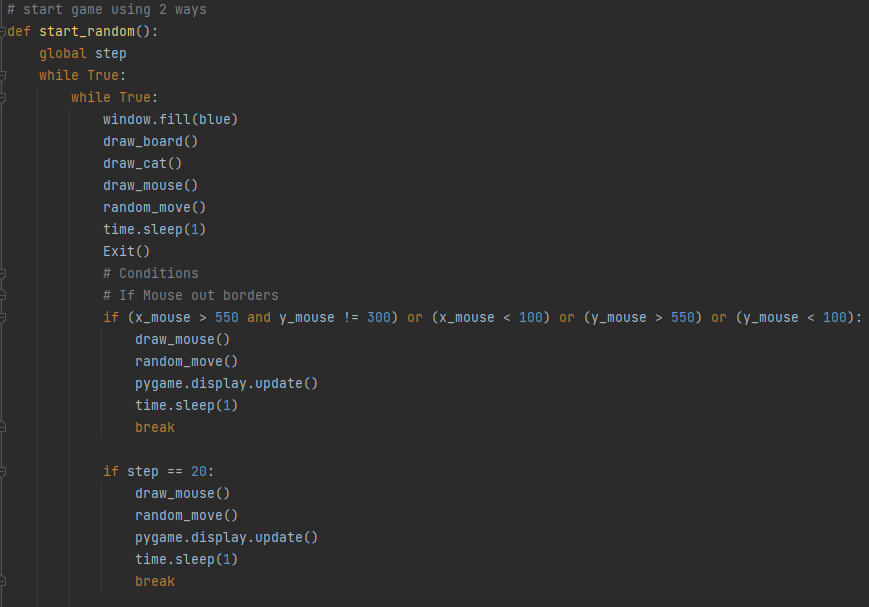 # start game using 2 ways
def start_random():
    global step
    while True:
        while True:
            window.fill(blue)
            draw_board()
            draw_cat()
            draw_mouse()
            random_move()
            time.sleep(1)
            Exit()
            # Conditions
            # If Mouse out borders
            if (x_mouse > 550 and y_mouse != 300) or (x_mouse < 100) or (y_mouse > 550) or (y_mouse < 100):
                draw_mouse()
                random_move()
                pygame.display.update()
                time.sleep(1)
                break

            if step == 20:
                draw_mouse()
                random_move()
                pygame.display.update()
                time.sleep(1)
                break